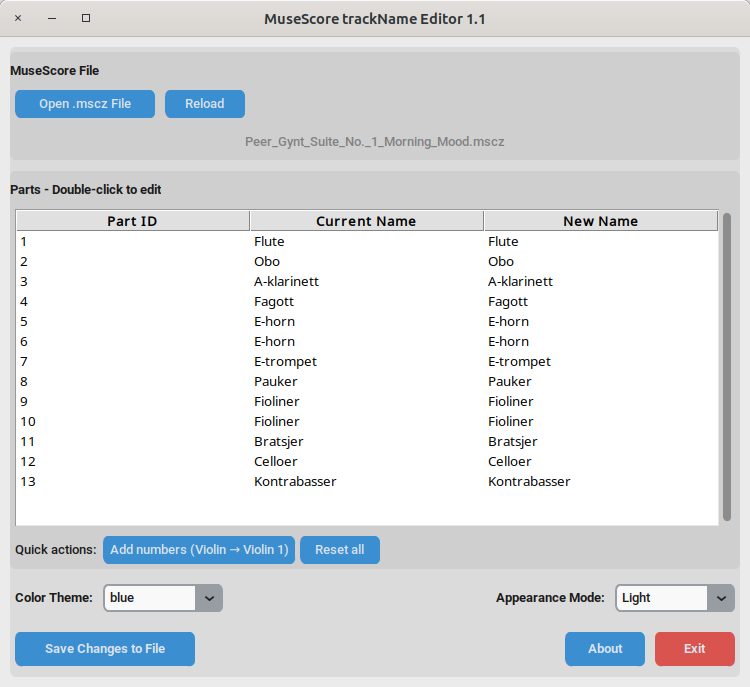 MuseScore trackName Editor 1.1
MuseScore File
Open .mscz File Reload
Peer_Gynt_Suite_No._1_Morning_Mood.mscz
Parts - Double-click to edit
Part ID Current Name New Name
1 Flute Flute
2 Obo Obo
3 A-klarinett A-klarinett
4 Fagott Fagott
5 E-horn E-horn
6 E-horn E-horn
7 E-trompet E-trompet
8 Pauker Pauker
9 Fioliner Fioliner
10 Fioliner Fioliner
11 Bratsjer Bratsjer
12 Celloer Celloer
13 Kontrabasser Kontrabasser
Quick actions: Add numbers (Violin → Violin 1) Reset all
Color Theme: blue Appearance Mode: Light
Save Changes to File About Exit